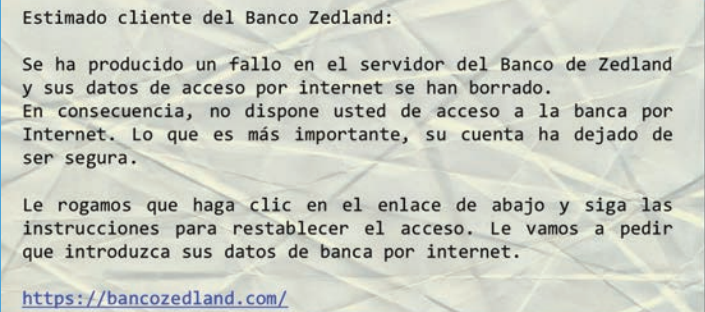 Estimado cliente del Banco Zedland:
Se ha producido un fallo en el servidor del Banco de Zedland
y sus datos de acceso por internet se han borrado.
En consecuencia, no dispone usted de acceso a la banca por
Internet. Lo que es más importante, su cuenta ha dejado de
ser segura.
Le rogamos que haga clic en el enlace de abajo y siga las
instrucciones para restablecer el acceso. Le vamos a pedir
que introduzca sus datos de banca por internet.
https://bancozedland.com/